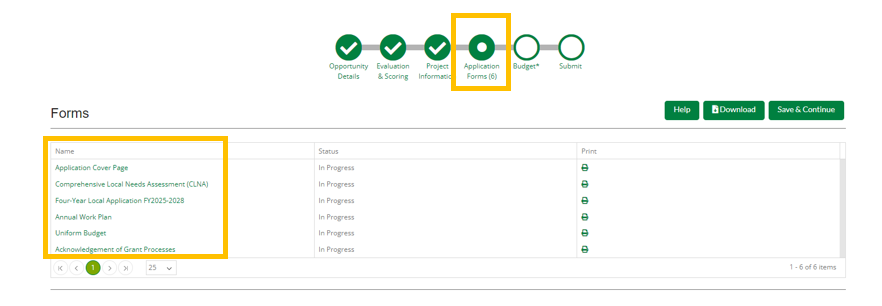 Opportunity Details
Evaluation & Scoring
Project Information
Application Forms (6)
Budget*
Submit
Forms
Help
Download
Save & Continue
Name Status Print
Application Cover Page In Progress
Comprehensive Local Needs Assessment (CLNA) In Progress
Four-Year Local Application FY2025-2028 In Progress
Annual Work Plan In Progress
Uniform Budget In Progress
Acknowledgement of Grant Processes In Progress
1 25 1 - 6 of 6 items